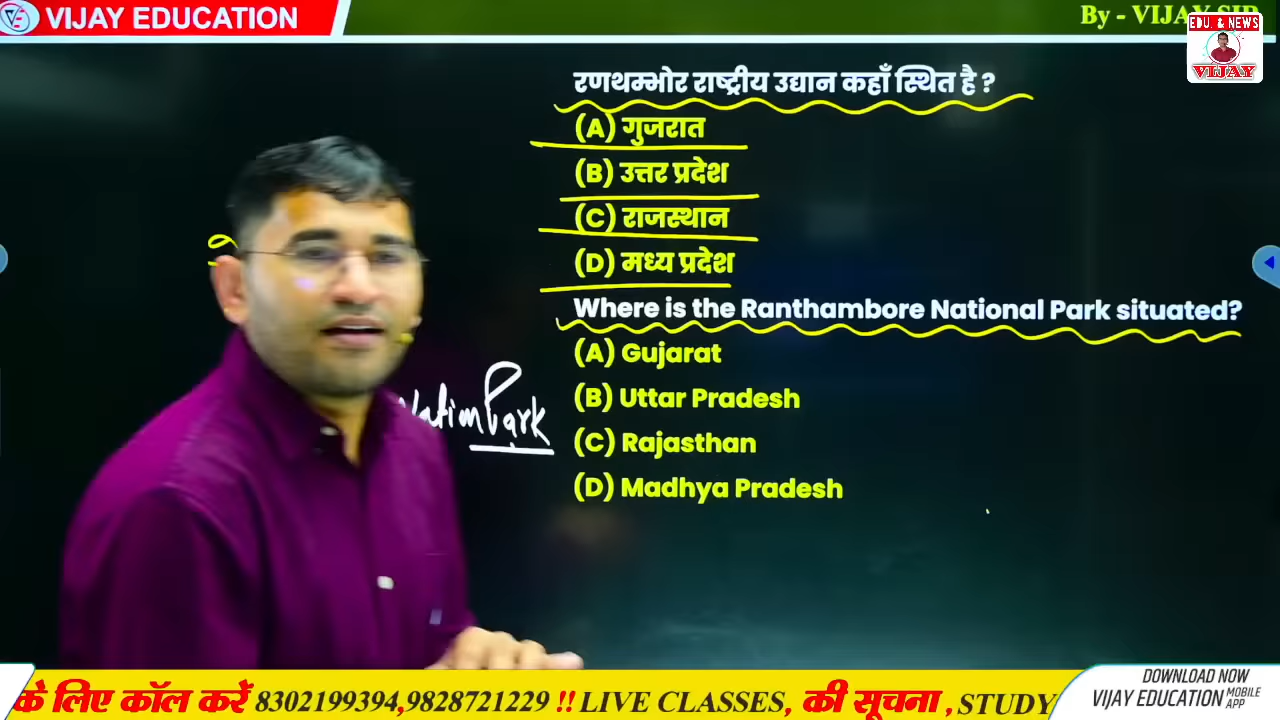 VIJAY EDUCATION
By - VIJAY SIR
EDU. & NEWS
VIJAY
रणथम्भोर राष्ट्रीय उद्यान कहाँ स्थित है ?
(A) गुजरात
(B) उत्तर प्रदेश
(C) राजस्थान
(D) मध्य प्रदेश
Where is the Ranthambore National Park situated?
(A) Gujarat
(B) Uttar Pradesh
(C) Rajasthan
(D) Madhya Pradesh
Park
के लिए कॉल करें 8302199394,9828721229 !! LIVE CLASSES, की सूचना , STUDY
DOWNLOAD NOW
VIJAY EDUCATION MOBILE APP